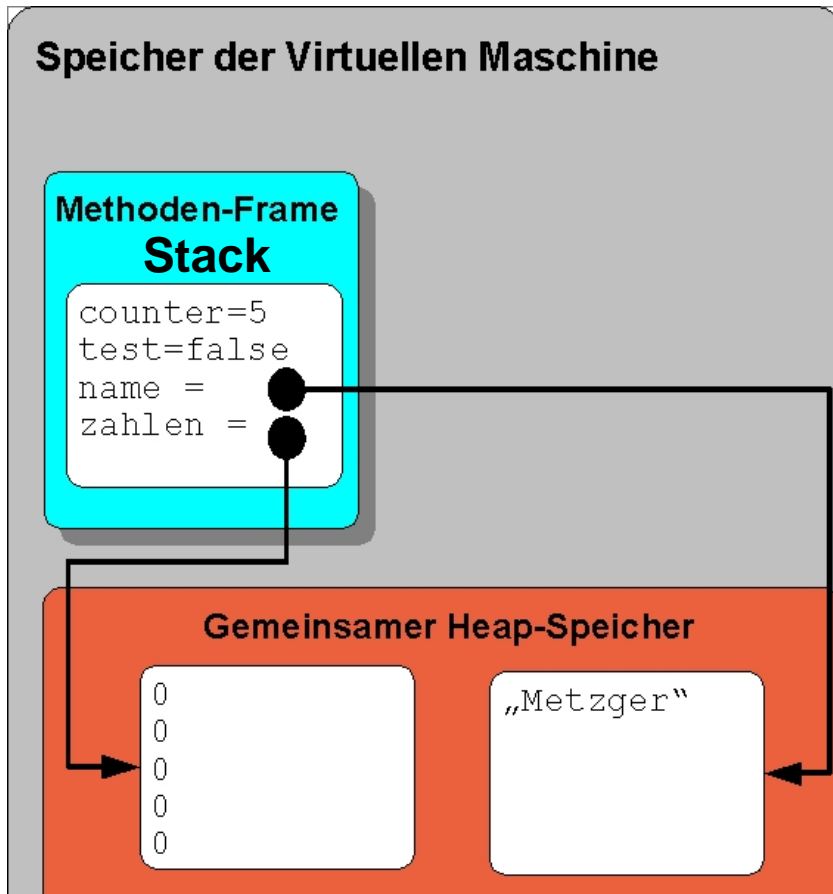 Speicher der Virtuellen Maschine
Methoden-Frame
Stack
counter=5
test=false
name =
zahlen =
Gemeinsamer Heap-Speicher
0
0
0
0
0
„Metzger“